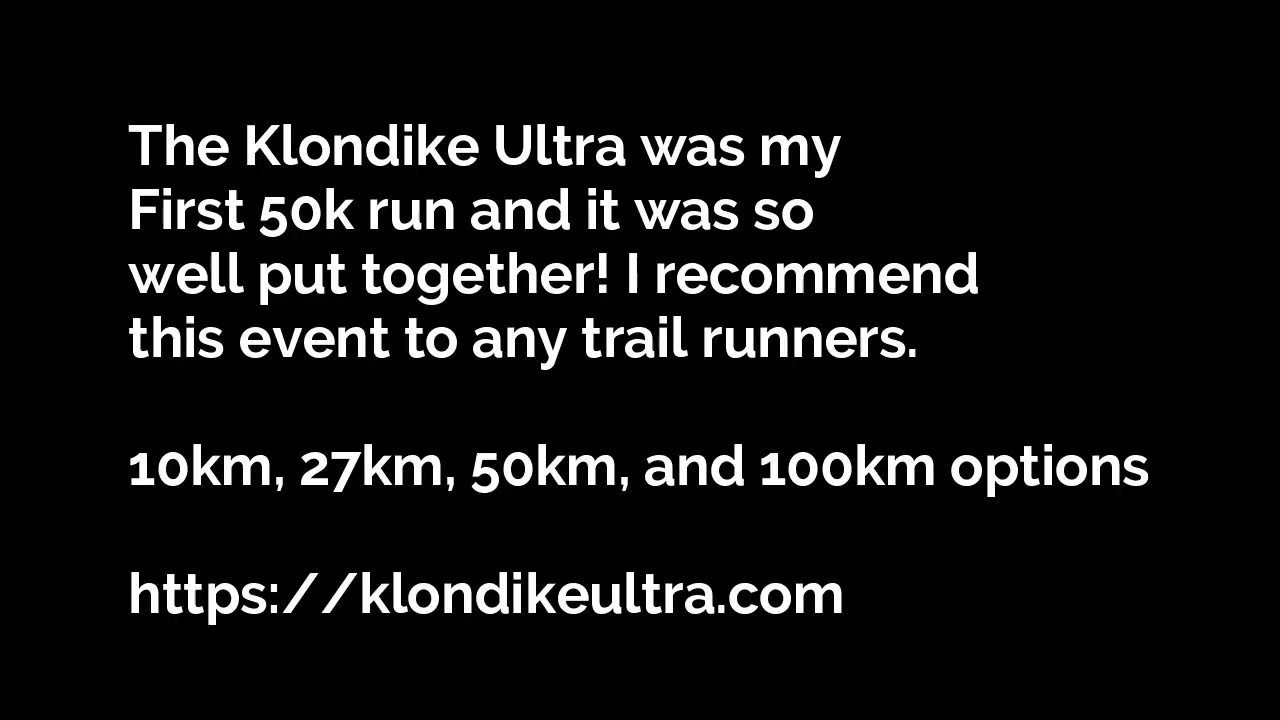 The Klondike Ultra was my
First 50k run and it was so
well put together! I recommend
this event to any trail runners.
10km, 27km, 50km, and 100km options
https://klondikeultra.com